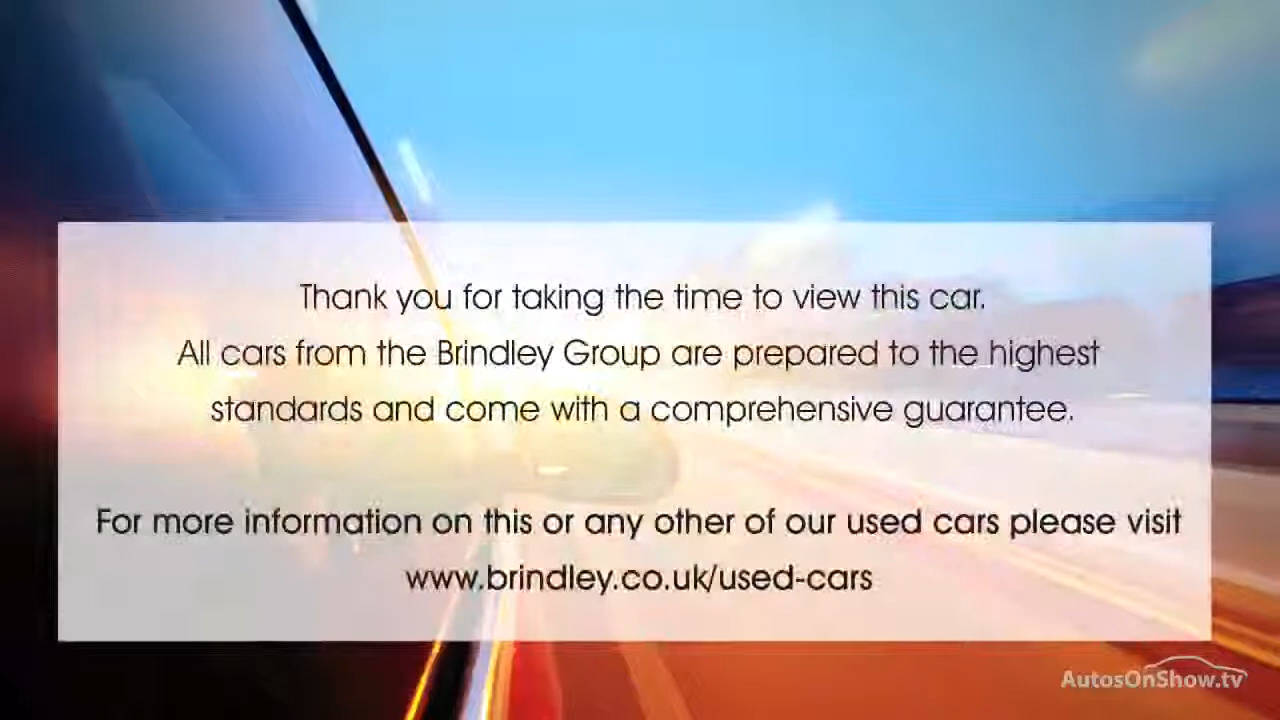 Thank you for taking the time to view this car.
All cars from the Brindley Group are prepared to the highest
standards and come with a comprehensive guarantee.
For more information on this or any other of our used cars please visit
www.brindley.co.uk/used-cars
AutosOnShow.tv